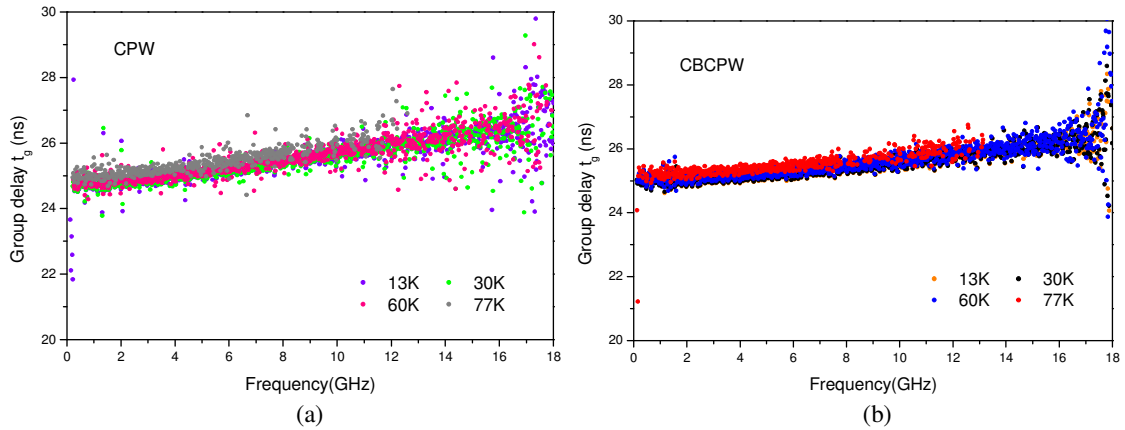 30
28
26
24
22
20
Group delay t_g (ns)
CPW
13K 30K
60K 77K
0 2 4 6 8 10 12 14 16 18
Frequency(GHz)
(a)
30
28
26
24
22
20
Group delay t_g (ns)
CBCPW
13K 30K
60K 77K
0 2 4 6 8 10 12 14 16 18
Frequency(GHz)
(b)